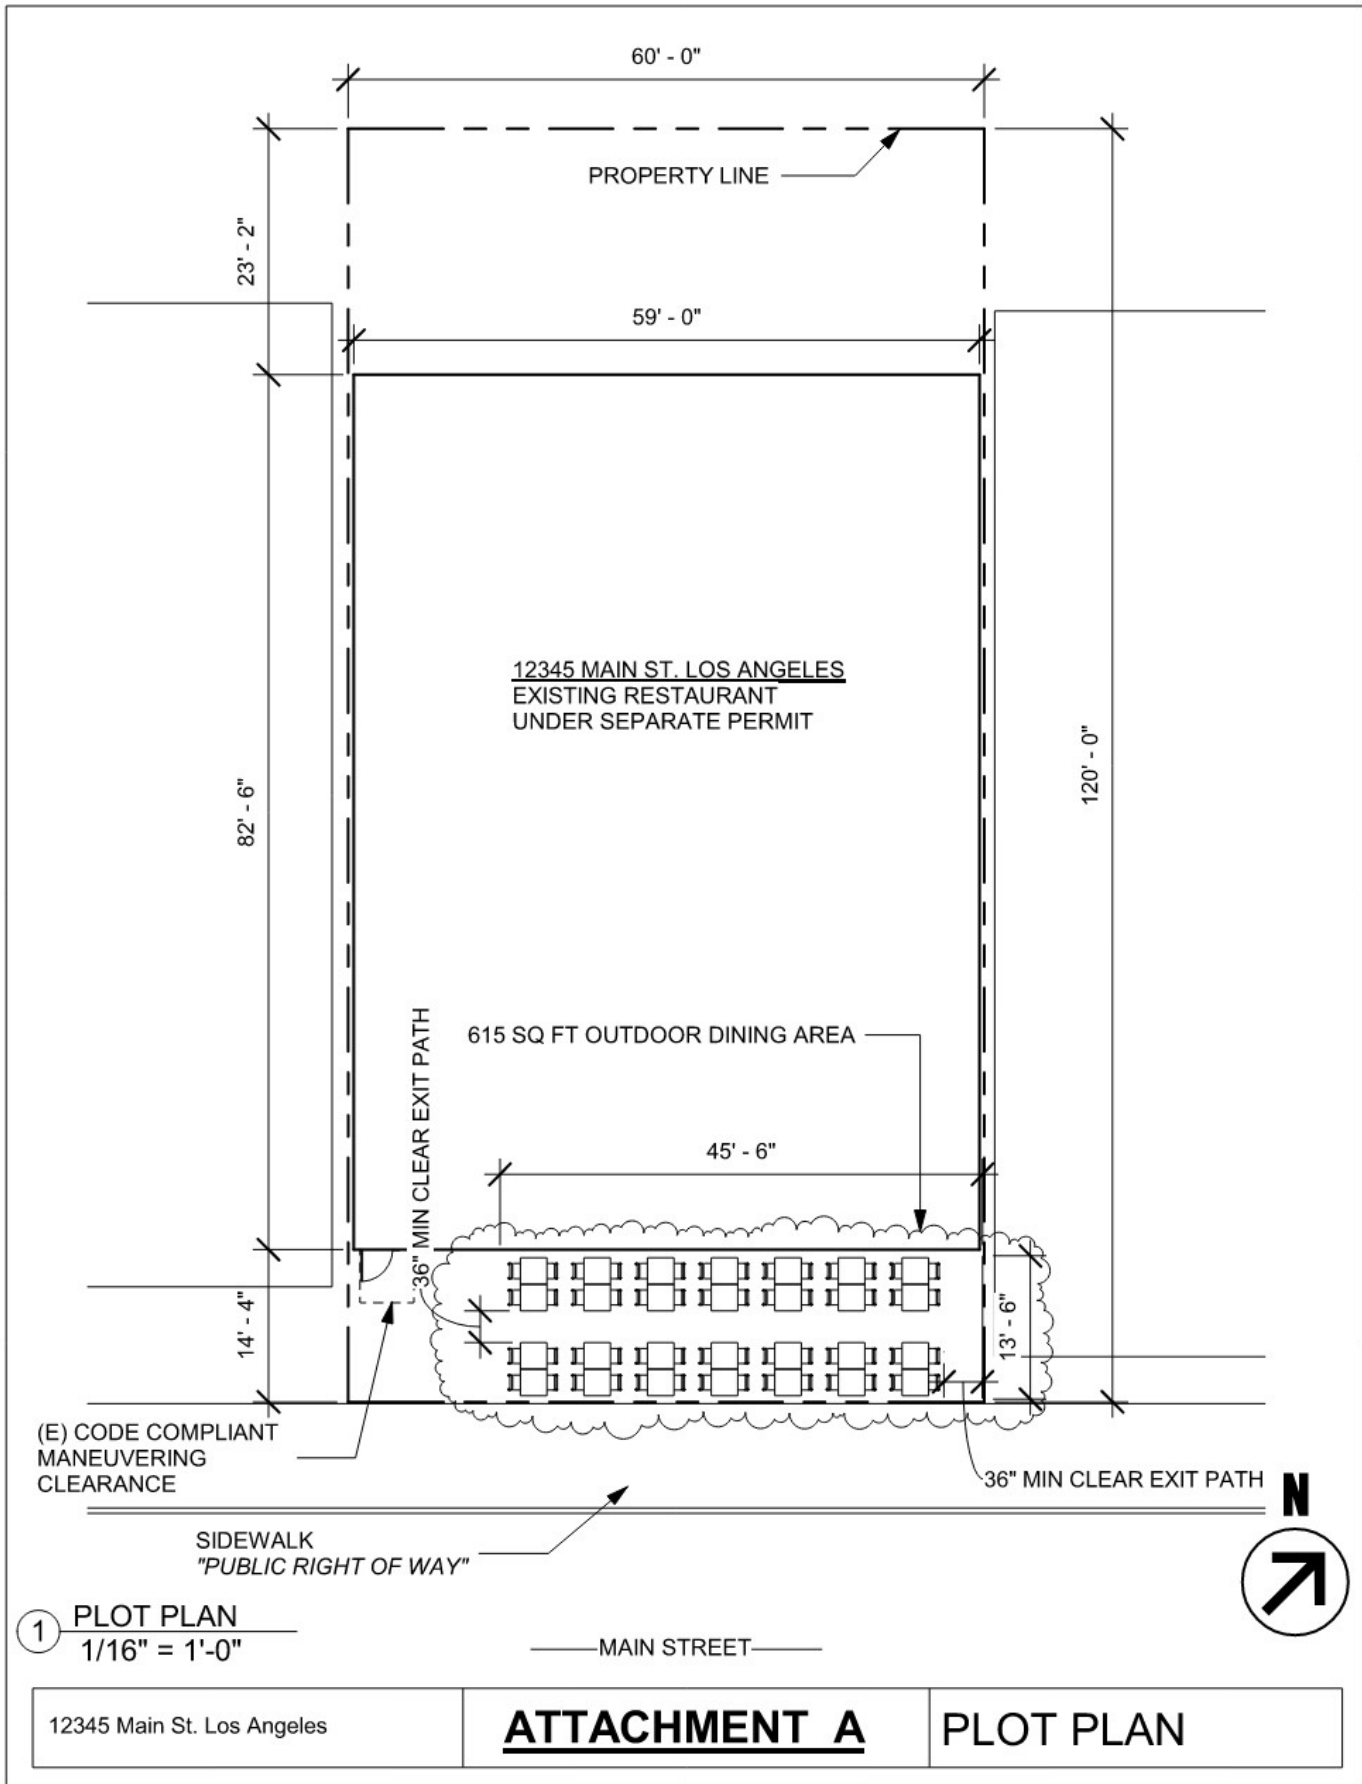 60' - 0"
PROPERTY LINE
23' - 2"
59' - 0"
12345 MAIN ST. LOS ANGELES
EXISTING RESTAURANT
UNDER SEPARATE PERMIT
120' - 0"
82' - 6"
36" MIN CLEAR EXIT PATH
615 SQ FT OUTDOOR DINING AREA
45' - 6"
14' - 4"
13' - 6"
(E) CODE COMPLIANT
MANEUVERING
CLEARANCE
36" MIN CLEAR EXIT PATH
N
SIDEWALK
"PUBLIC RIGHT OF WAY"
1 PLOT PLAN
1/16" = 1'-0"
MAIN STREET
12345 Main St. Los Angeles
ATTACHMENT A
PLOT PLAN